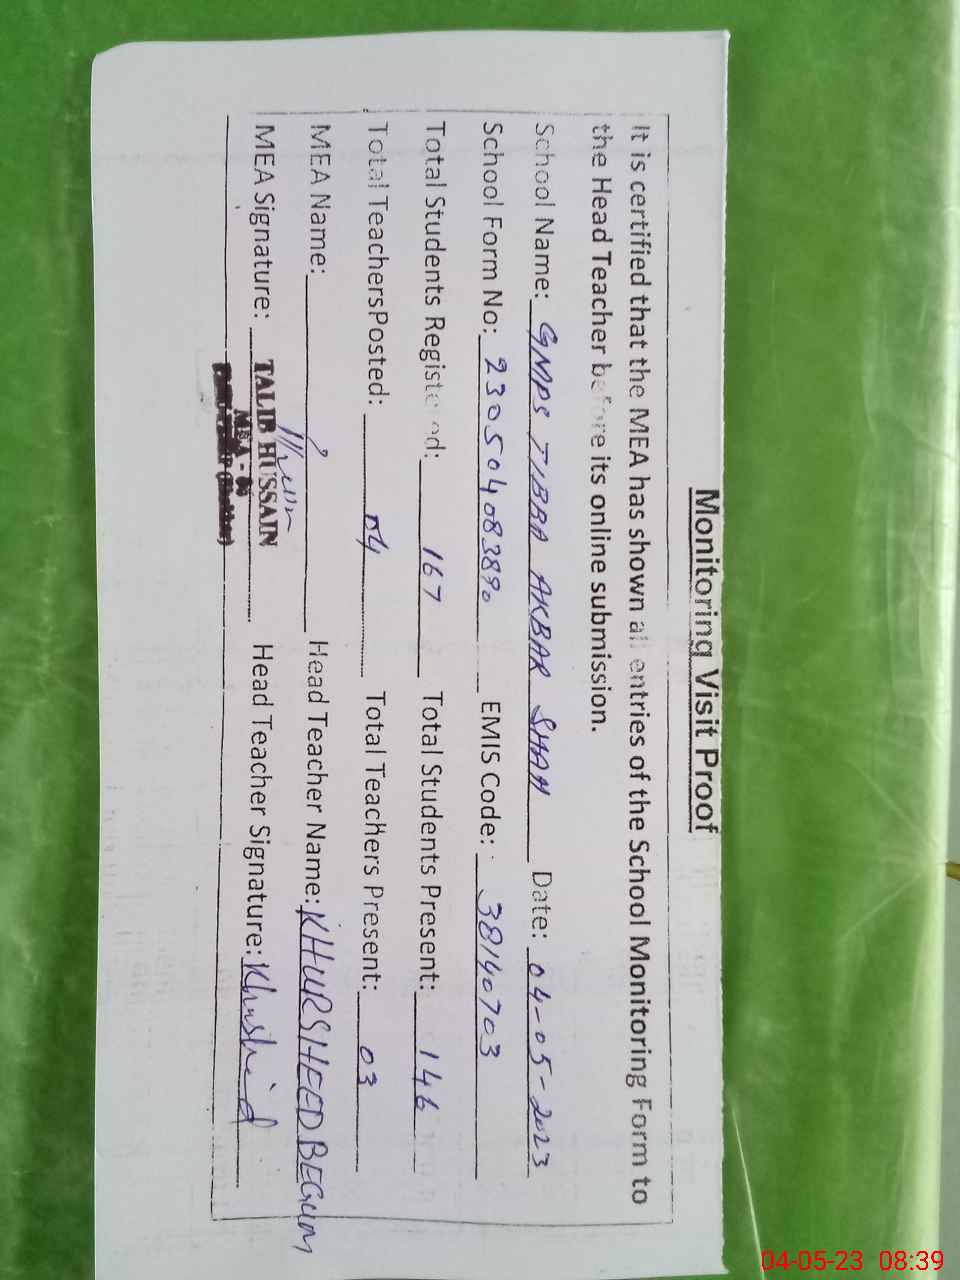 Monitoring Visit Proof
It is certified that the MEA has shown all entries of the School Monitoring Form to
the Head Teacher before its online submission.
School Name: GMPS TIBBA AKBAR SHAH Date: 04-05-2023
School Form No: 23050408389० EMIS Code: 38140703
Total Students Registered: 167 Total Students Present: 146
Total TeachersPosted: 04 Total Teachers Present: 03
MEA Name: Head Teacher Name: KHURSHEED BEGUM
MEA Signature: TALIB HUSSAIN Head Teacher Signature: Khurshid
MEA -
04-05-23 08:39